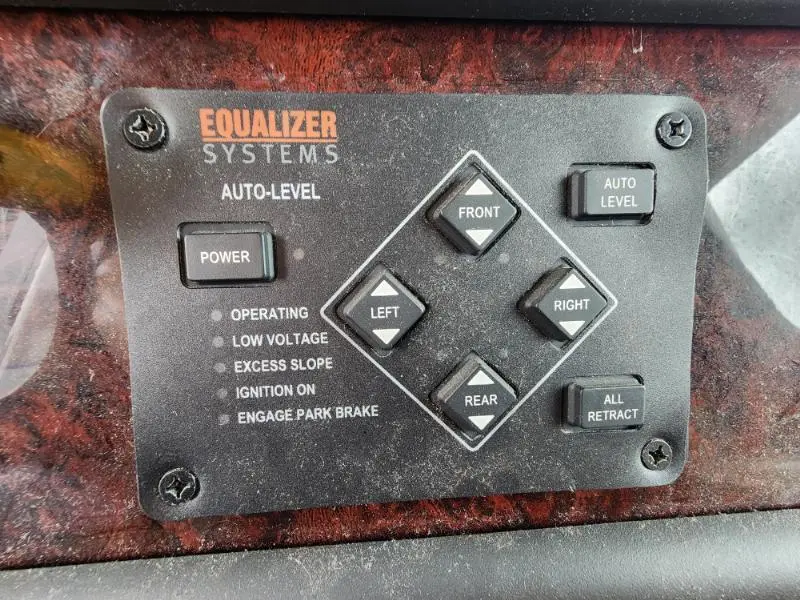 EQUALIZER
SYSTEMS
AUTO-LEVEL
POWER
OPERATING
LOW VOLTAGE
EXCESS SLOPE
IGNITION ON
ENGAGE PARK BRAKE
FRONT
LEFT
RIGHT
REAR
AUTO
LEVEL
ALL
RETRACT